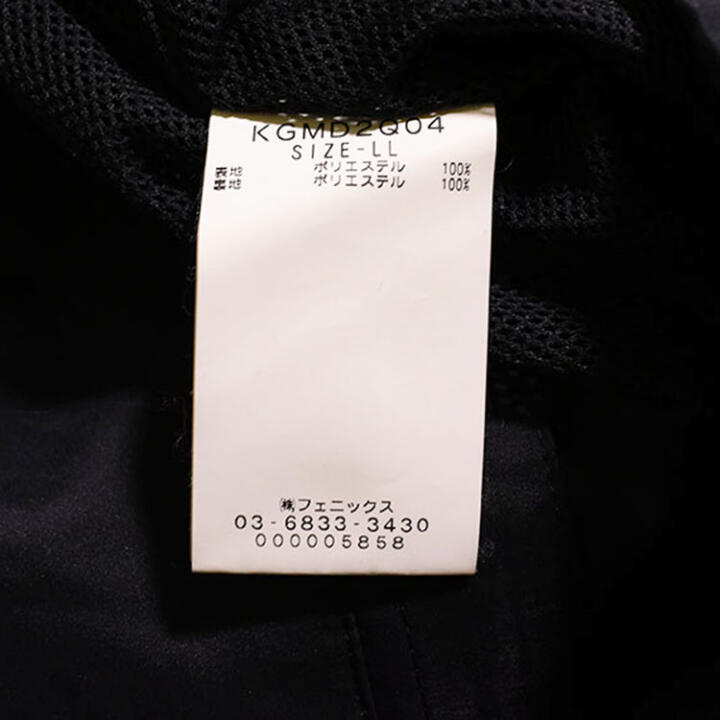 KGMD2Q04
SIZE-LL
表地 ポリエステル 100%
裏地 ポリエステル 100%
㈱フェニックス
03-6833-3430
000005858